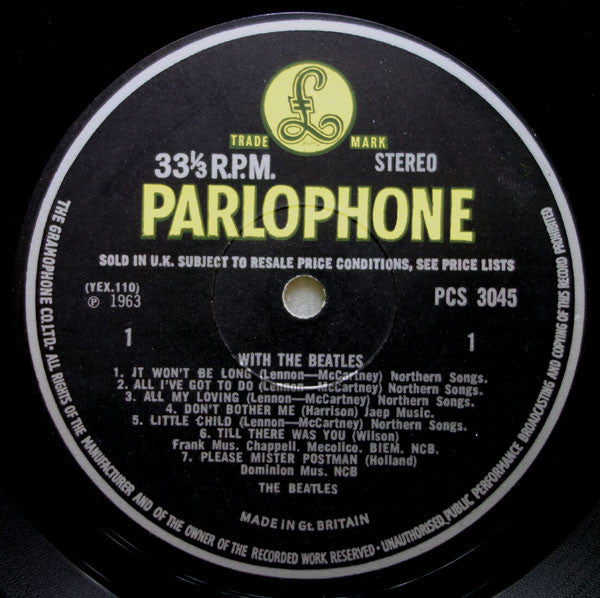 £
TRADE MARK
33⅓ R.P.M. STEREO
PARLOPHONE
SOLD IN U.K. SUBJECT TO RESALE PRICE CONDITIONS, SEE PRICE LISTS
(YEX.110) PCS 3045
℗ 1963
1 1
WITH THE BEATLES
1. IT WON'T BE LONG (Lennon—McCartney) Northern Songs.
2. ALL I'VE GOT TO DO (Lennon—McCartney) Northern Songs.
3. ALL MY LOVING (Lennon—McCartney) Northern Songs.
4. DON'T BOTHER ME (Harrison) Jaep Music.
5. LITTLE CHILD (Lennon—McCartney) Northern Songs.
6. TILL THERE WAS YOU (Wilson)
Frank Mus. Chappell. Mecolico. BIEM. NCB.
7. PLEASE MISTER POSTMAN (Holland)
Dominion Mus. NCB
THE BEATLES
MADE IN Gt. BRITAIN
THE GRAMOPHONE CO. LTD. · ALL RIGHTS OF THE MANUFACTURER AND OF THE OWNER OF THE RECORDED WORK RESERVED · UNAUTHORISED PUBLIC PERFORMANCE BROADCASTING AND COPYING OF THIS RECORD PROHIBITED